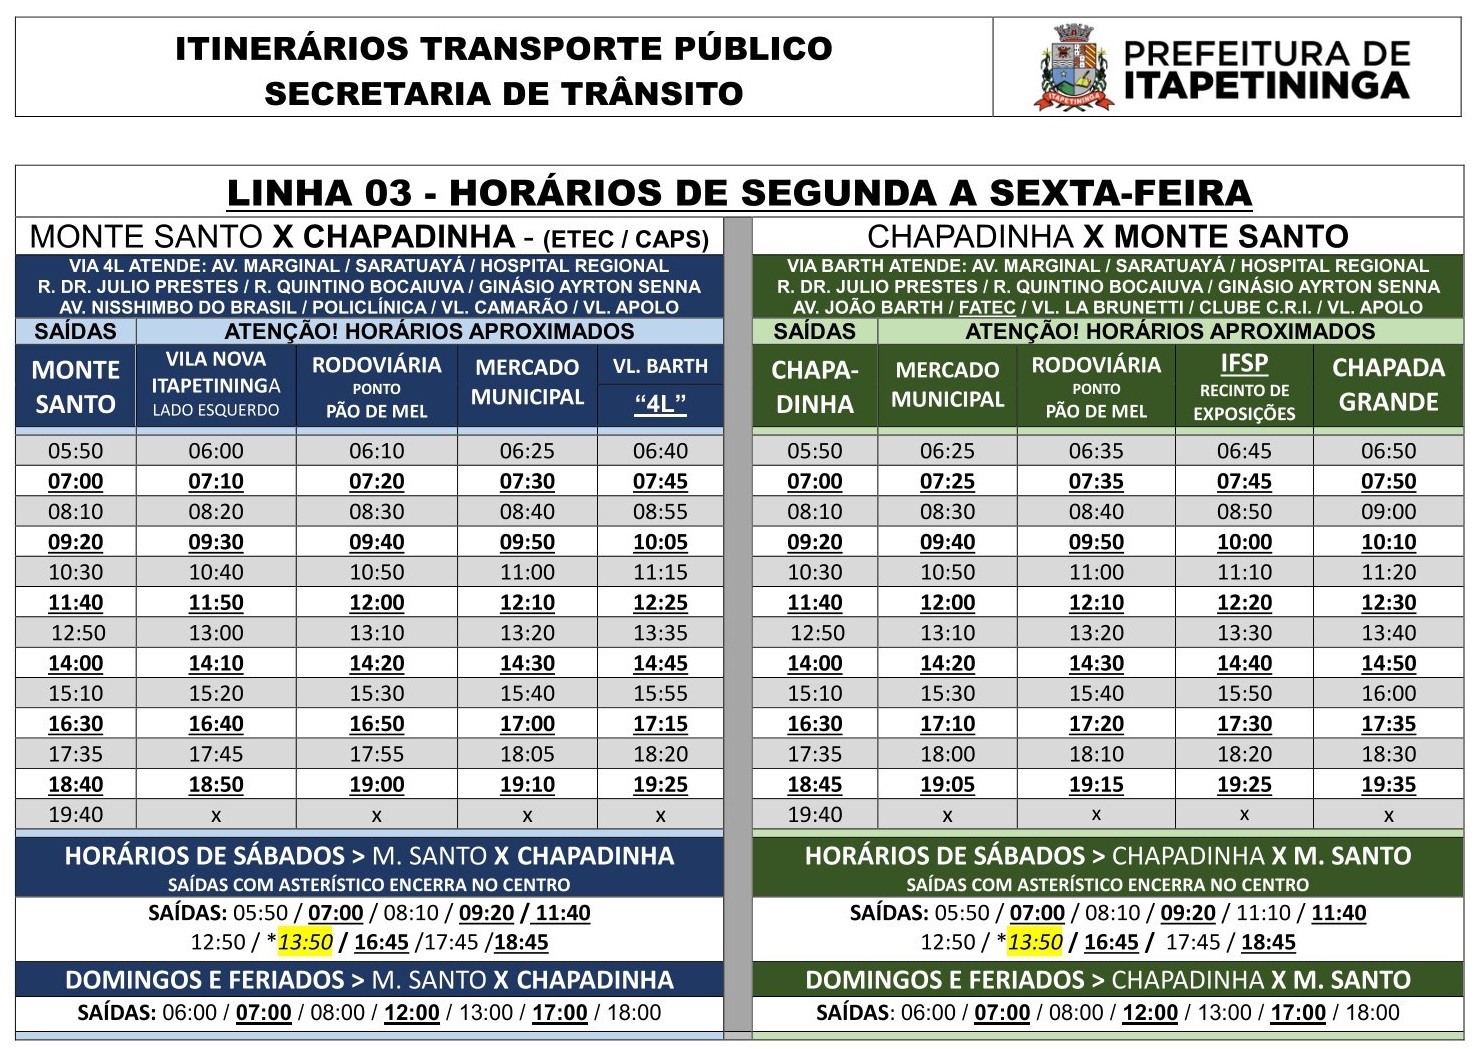 ITINERÁRIOS TRANSPORTE PÚBLICO
SECRETARIA DE TRÂNSITO
ITAPETININGA
PREFEITURA DE
ITAPETININGA
LINHA 03 - HORÁRIOS DE SEGUNDA A SEXTA-FEIRA
MONTE SANTO X CHAPADINHA - (ETEC / CAPS)
VIA 4L ATENDE: AV. MARGINAL / SARATUAYÁ / HOSPITAL REGIONAL
R. DR. JULIO PRESTES / R. QUINTINO BOCAIUVA / GINÁSIO AYRTON SENNA
AV. NISSHIMBO DO BRASIL / POLICLÍNICA / VL. CAMARÃO / VL. APOLO
SAÍDAS ATENÇÃO! HORÁRIOS APROXIMADOS
MONTE SANTO
VILA NOVA ITAPETININGA LADO ESQUERDO
RODOVIÁRIA PONTO PÃO DE MEL
MERCADO MUNICIPAL
VL. BARTH “4L”
05:50 06:00 06:10 06:25 06:40
07:00 07:10 07:20 07:30 07:45
08:10 08:20 08:30 08:40 08:55
09:20 09:30 09:40 09:50 10:05
10:30 10:40 10:50 11:00 11:15
11:40 11:50 12:00 12:10 12:25
12:50 13:00 13:10 13:20 13:35
14:00 14:10 14:20 14:30 14:45
15:10 15:20 15:30 15:40 15:55
16:30 16:40 16:50 17:00 17:15
17:35 17:45 17:55 18:05 18:20
18:40 18:50 19:00 19:10 19:25
19:40 x x x x
HORÁRIOS DE SÁBADOS > M. SANTO X CHAPADINHA
SAÍDAS COM ASTERÍSTICO ENCERRA NO CENTRO
SAÍDAS: 05:50 / 07:00 / 08:10 / 09:20 / 11:40
12:50 / *13:50 / 16:45 /17:45 /18:45
DOMINGOS E FERIADOS > M. SANTO X CHAPADINHA
SAÍDAS: 06:00 / 07:00 / 08:00 / 12:00 / 13:00 / 17:00 / 18:00
CHAPADINHA X MONTE SANTO
VIA BARTH ATENDE: AV. MARGINAL / SARATUAYÁ / HOSPITAL REGIONAL
R. DR. JULIO PRESTES / R. QUINTINO BOCAIUVA / GINÁSIO AYRTON SENNA
AV. JOÃO BARTH / FATEC / VL. LA BRUNETTI / CLUBE C.R.I. / VL. APOLO
SAÍDAS ATENÇÃO! HORÁRIOS APROXIMADOS
CHAPA-DINHA
MERCADO MUNICIPAL
RODOVIÁRIA PONTO PÃO DE MEL
IFSP RECINTO DE EXPOSIÇÕES
CHAPADA GRANDE
05:50 06:25 06:35 06:45 06:50
07:00 07:25 07:35 07:45 07:50
08:10 08:30 08:40 08:50 09:00
09:20 09:40 09:50 10:00 10:10
10:30 10:50 11:00 11:10 11:20
11:40 12:00 12:10 12:20 12:30
12:50 13:10 13:20 13:30 13:40
14:00 14:20 14:30 14:40 14:50
15:10 15:30 15:40 15:50 16:00
16:30 17:10 17:20 17:30 17:35
17:35 18:00 18:10 18:20 18:30
18:45 19:05 19:15 19:25 19:35
19:40 x x x x
HORÁRIOS DE SÁBADOS > CHAPADINHA X M. SANTO
SAÍDAS COM ASTERÍSTICO ENCERRA NO CENTRO
SAÍDAS: 05:50 / 07:00 / 08:10 / 09:20 / 11:10 / 11:40
12:50 / *13:50 / 16:45 / 17:45 / 18:45
DOMINGOS E FERIADOS > CHAPADINHA X M. SANTO
SAÍDAS: 06:00 / 07:00 / 08:00 / 12:00 / 13:00 / 17:00 / 18:00